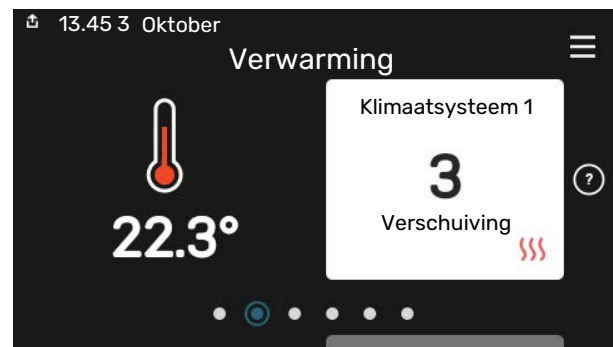 13.45 3 Oktober
Verwarming
Klimaatsysteem 1
3
Verschuiving
22.3°
?